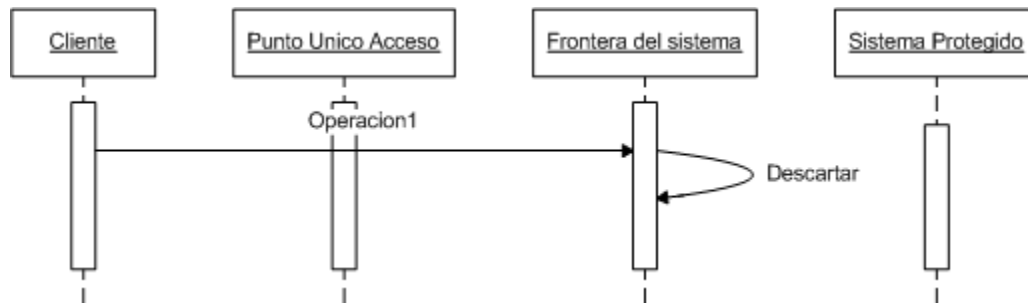 Cliente
Punto Unico Acceso
Frontera del sistema
Sistema Protegido
Operacion1
Descartar